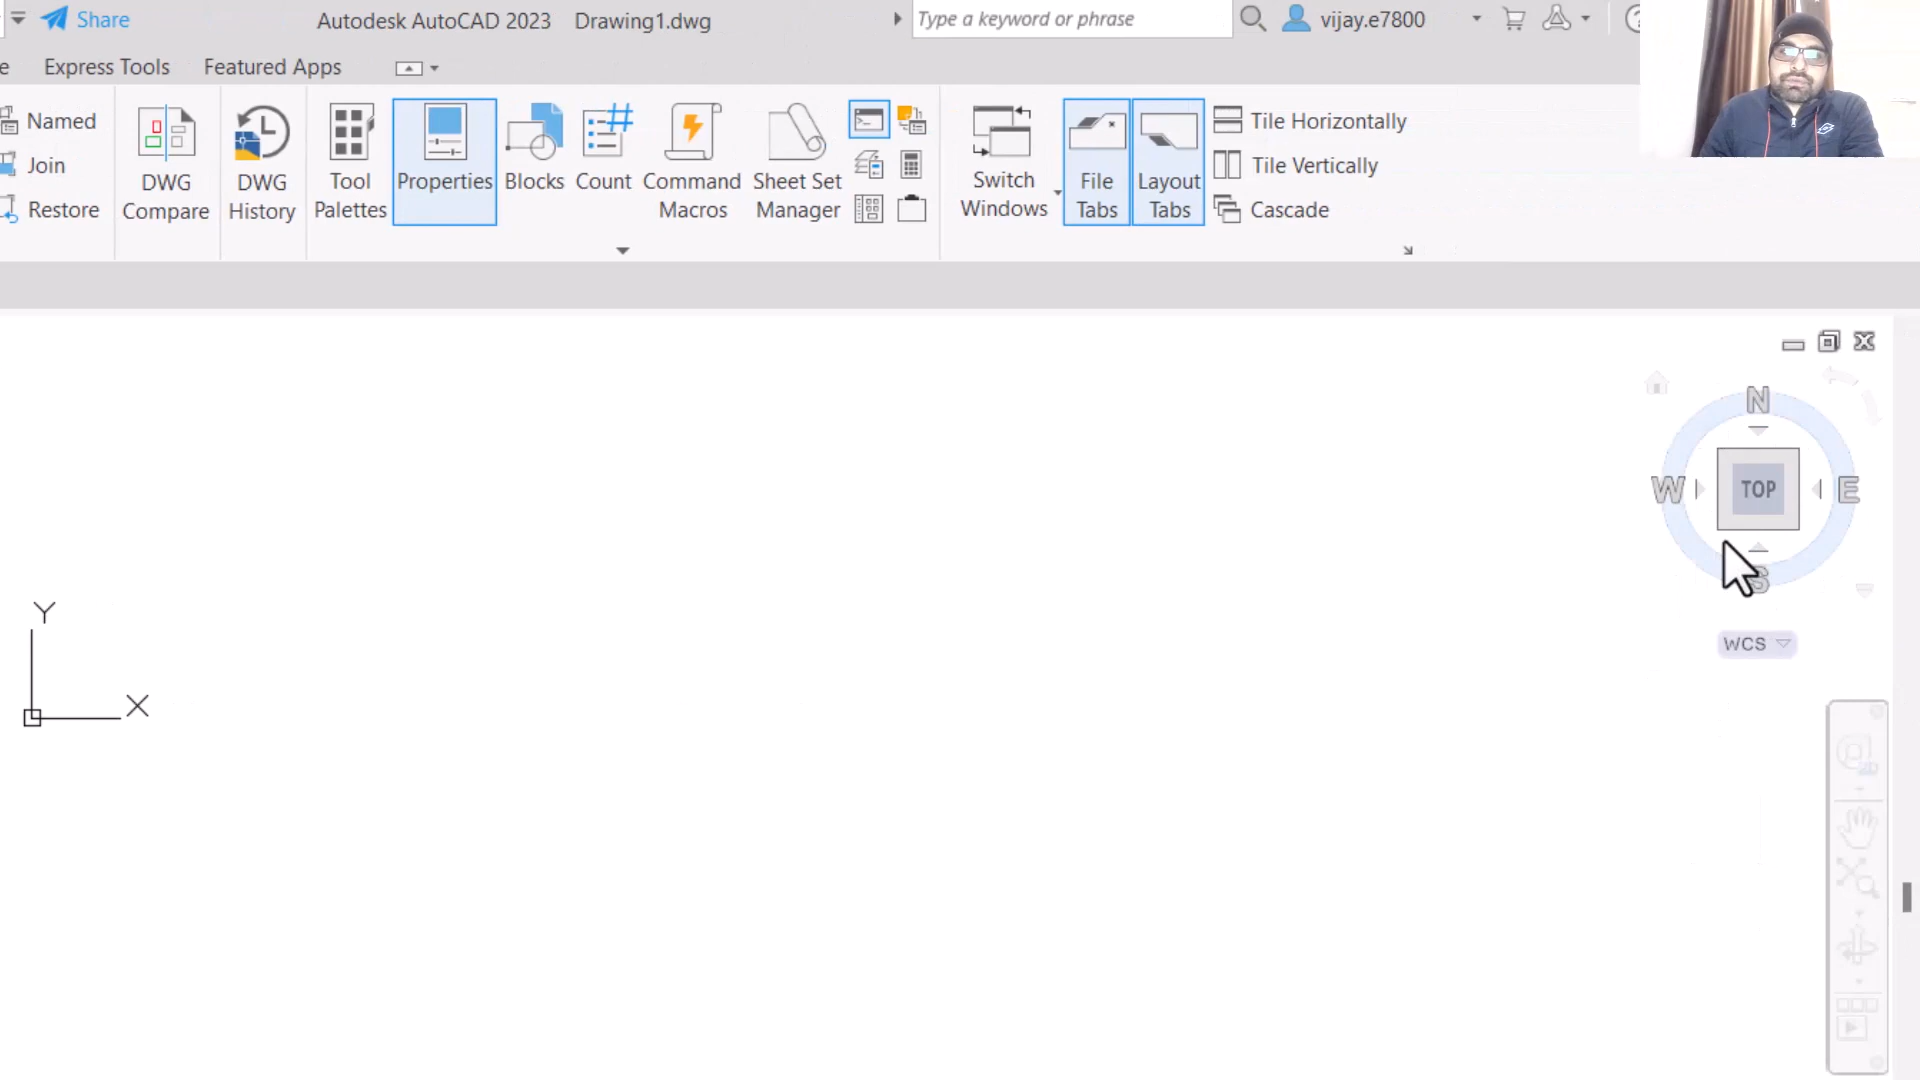 Share
Autodesk AutoCAD 2023 Drawing1.dwg
Type a keyword or phrase
vijay.e7800
e
Express Tools
Featured Apps
Named
Join
Restore
DWG
Compare
DWG
History
Tool
Palettes
Properties
Blocks
Count
Command
Macros
Sheet Set
Manager
Switch
Windows
File
Tabs
Layout
Tabs
Tile Horizontally
Tile Vertically
Cascade
N
W
TOP
E
S
WCS
Y
X